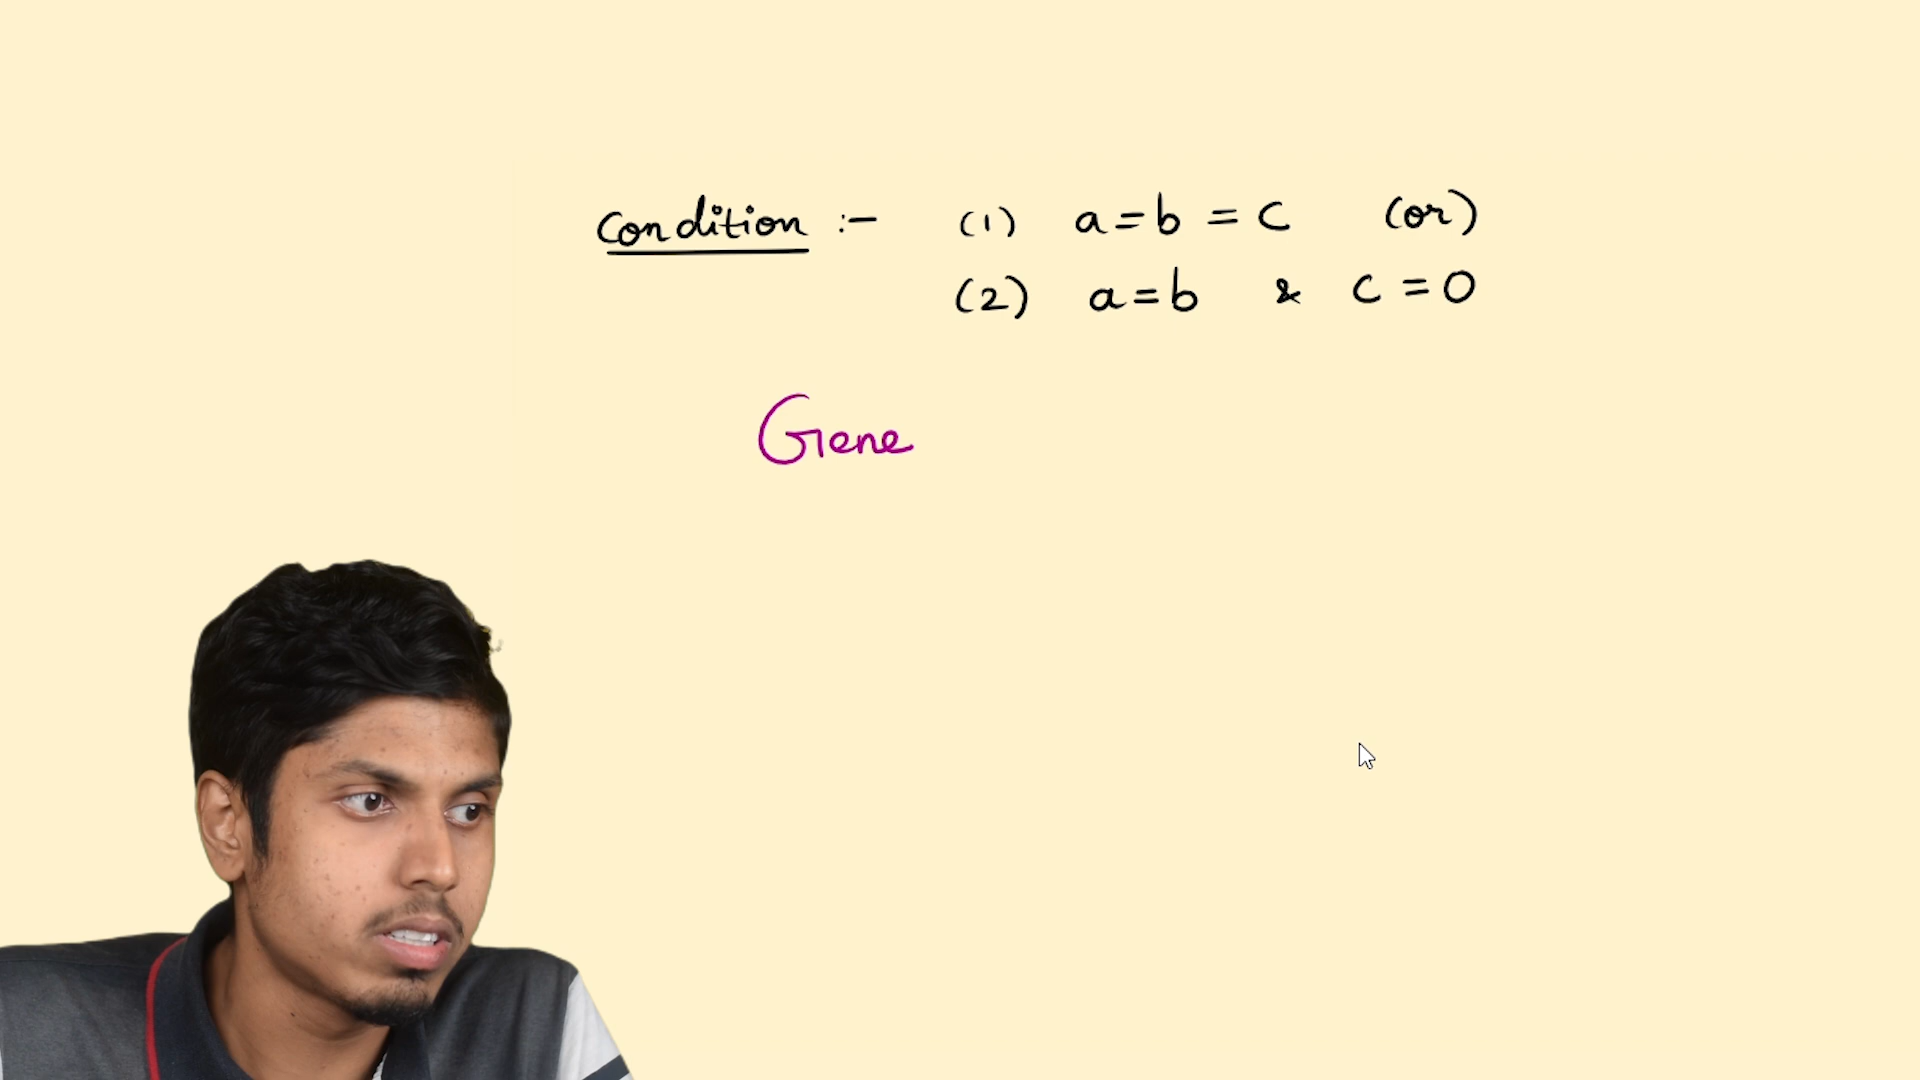 Condition :- (1) a = b = c (or)
(2) a = b & c = 0
Gene